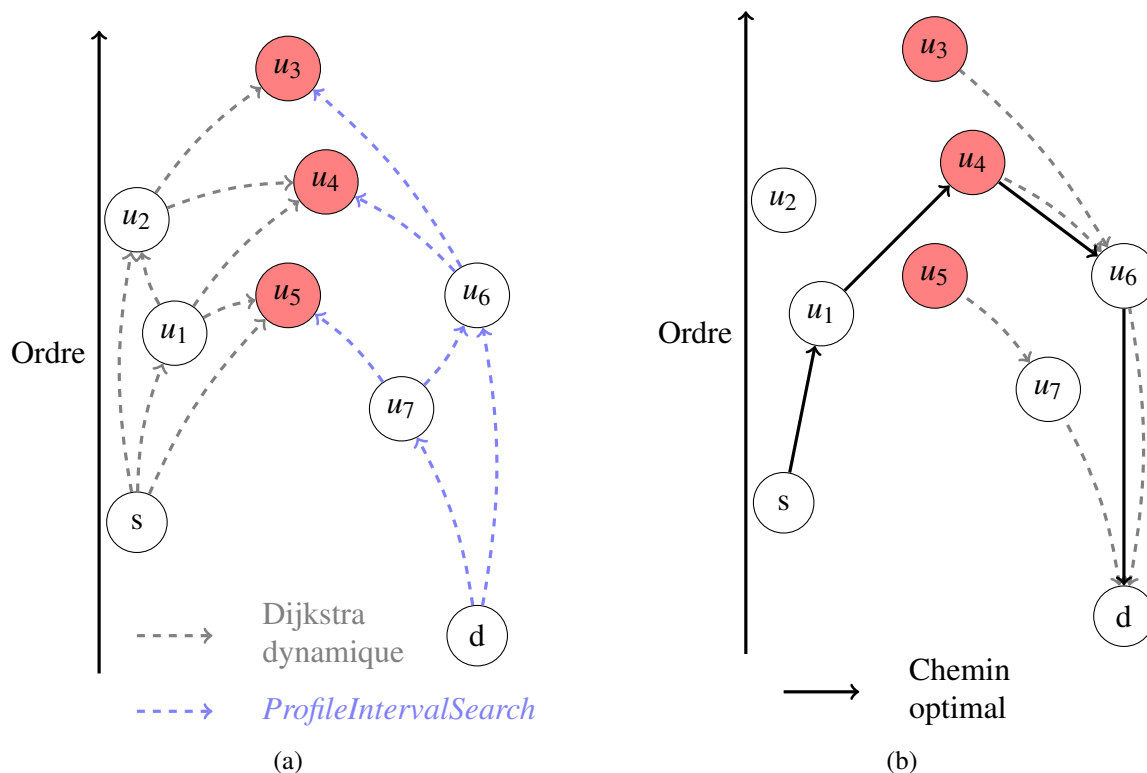 u3
u4
u2
u5
u6
u1
Ordre
u7
s
d
Dijkstra
dynamique
ProfileIntervalSearch
(a)
u3
u4
u2
u5
u6
u1
Ordre
u7
s
d
Chemin
optimal
(b)